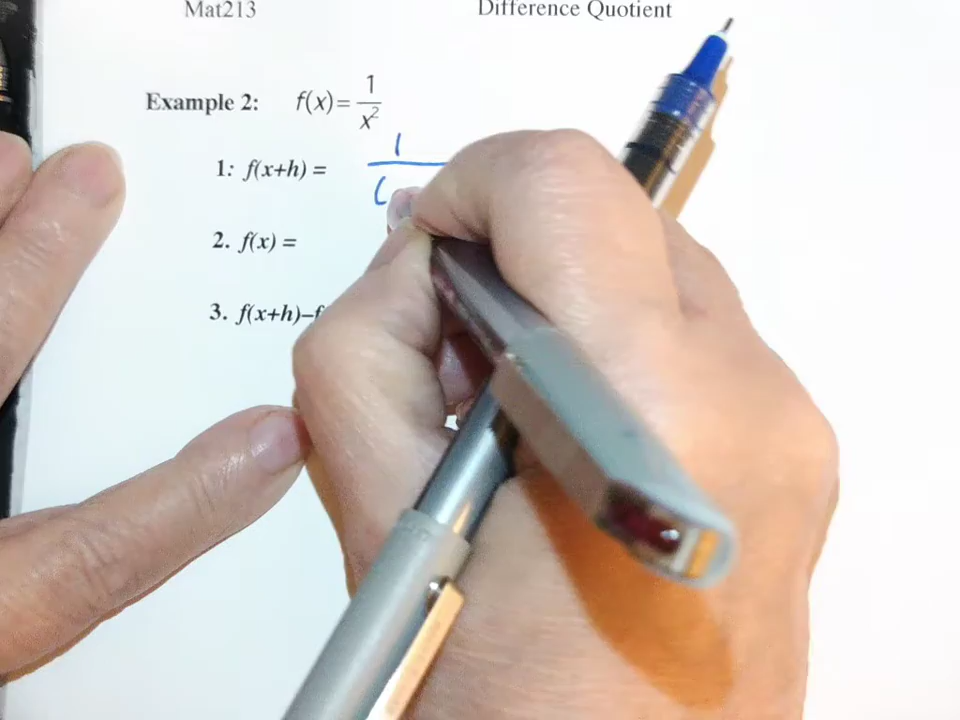 Mat213 Difference Quotient
Example 2: f(x)= 1/x²
1: f(x+h) = 1/(
2. f(x) =
3. f(x+h)–f